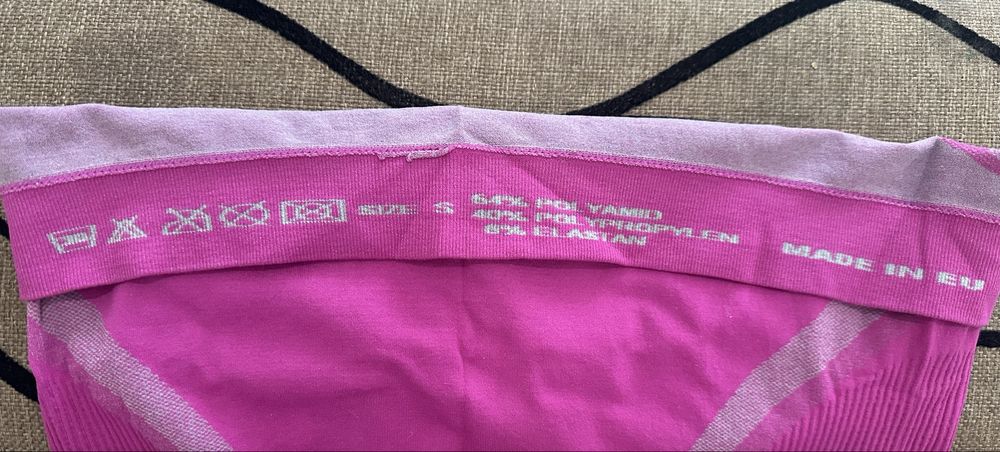 SIZE S
54% POLYAMID
40% POLYPROPYLEN
6% ELASTAN
MADE IN EU